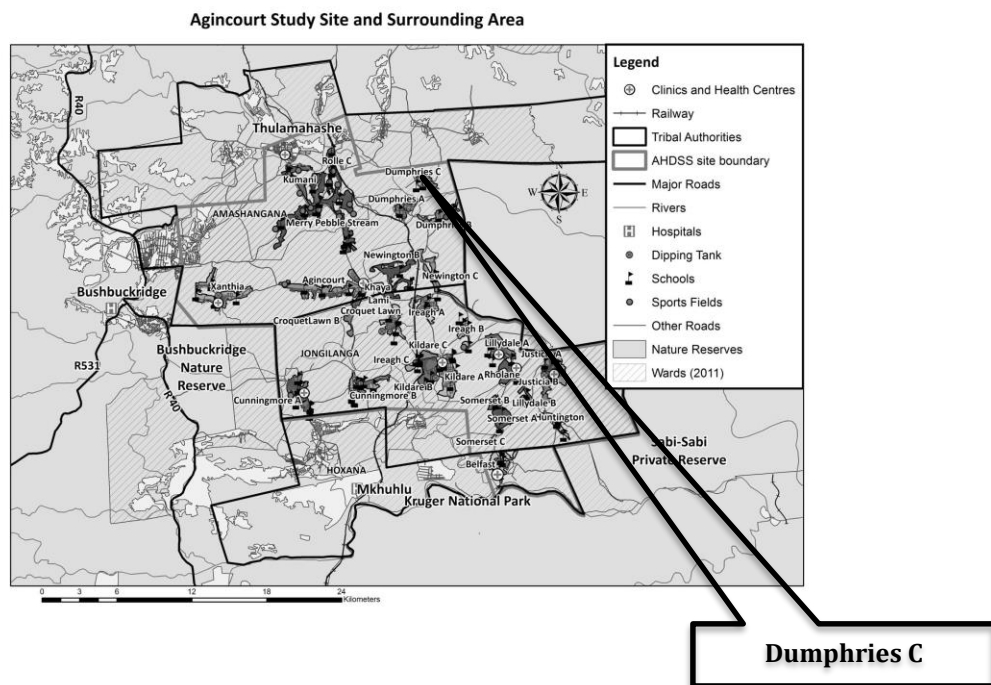 Agincourt Study Site and Surrounding Area
Legend
Clinics and Health Centres
Railway
Tribal Authorities
AHDSS site boundary
Major Roads
Rivers
Hospitals
Dipping Tank
Schools
Sports Fields
Other Roads
Nature Reserves
Wards (2011)
N
W E
S
R40
Thulamahashe
Rolle C
Kumani
Dumphries C
Dumphries A
AMASHANGANA
Merry Pebble Stream
Newington B
Newington C
Xanthia
Agincourt
Khaya
Lami
Bushbuckridge
H
Croquet Lawn
Ireagh A
CroquetLawn B
Ireagh B
Kildare C
Lillydale A
Justicia A
Bushbuckridge
Nature
Reserve
JONGILANGA
Ireagh C
R531
Kildare A
Rholane
Kildare B
Justicia B
Cunningmore A
Cunningmore B
Lillydale B
Somerset B
Somerset A
Huntington
R'40
Somerset C
Sabi-Sabi
Private Reserve
HOXANA
Belfast
Mkhuhlu
Kruger National Park
0 3 6 12 18 24
Kilometers
Dumphries C